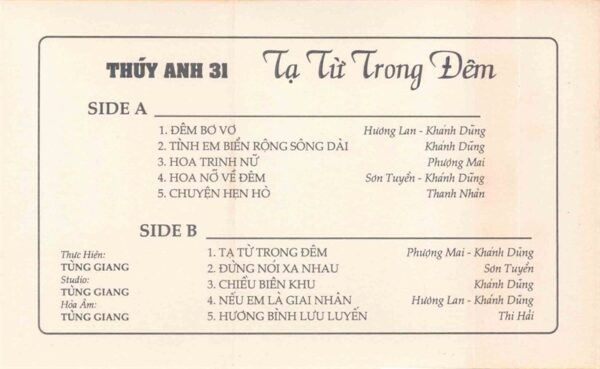 THÚY ANH 31 Tạ Từ Trong Đêm
SIDE A
1. ĐÊM BƠ VƠ Hương Lan - Khánh Dũng
2. TÌNH EM BIỂN RỘNG SÔNG DÀI Khánh Dũng
3. HOA TRINH NỮ Phượng Mai
4. HOA NỞ VỀ ĐÊM Sơn Tuyền - Khánh Dũng
5. CHUYỆN HẸN HÒ Thanh Nhàn
SIDE B
1. TẠ TỪ TRONG ĐÊM Phượng Mai - Khánh Dũng
2. ĐỪNG NÓI XA NHAU Sơn Tuyền
3. CHIỀU BIÊN KHU Khánh Dũng
4. NẾU EM LÀ GIAI NHÂN Hương Lan - Khánh Dũng
5. HƯƠNG BÌNH LƯU LUYẾN Thi Hải
Thực Hiện:
TÙNG GIANG
Studio:
TÙNG GIANG
Hòa Âm:
TÙNG GIANG